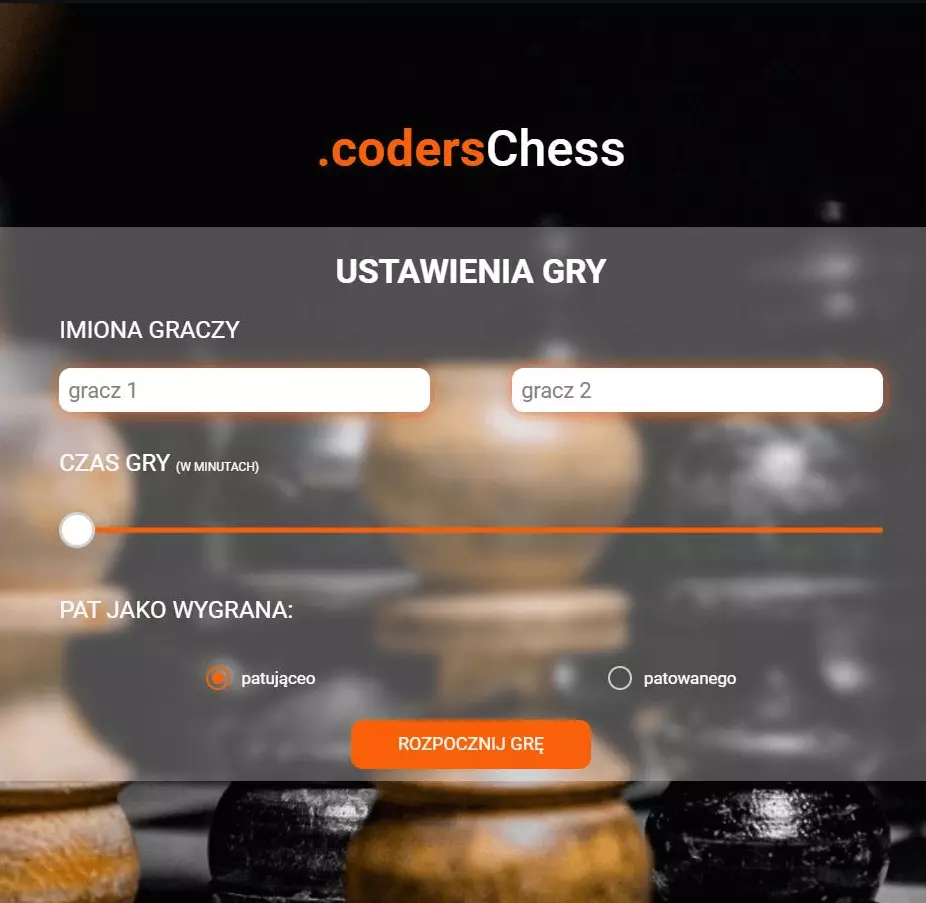 .codersChess
USTAWIENIA GRY
IMIONA GRACZY
gracz 1 gracz 2
CZAS GRY (W MINUTACH)
PAT JAKO WYGRANA:
patująceo patowanego
ROZPOCZNIJ GRĘ